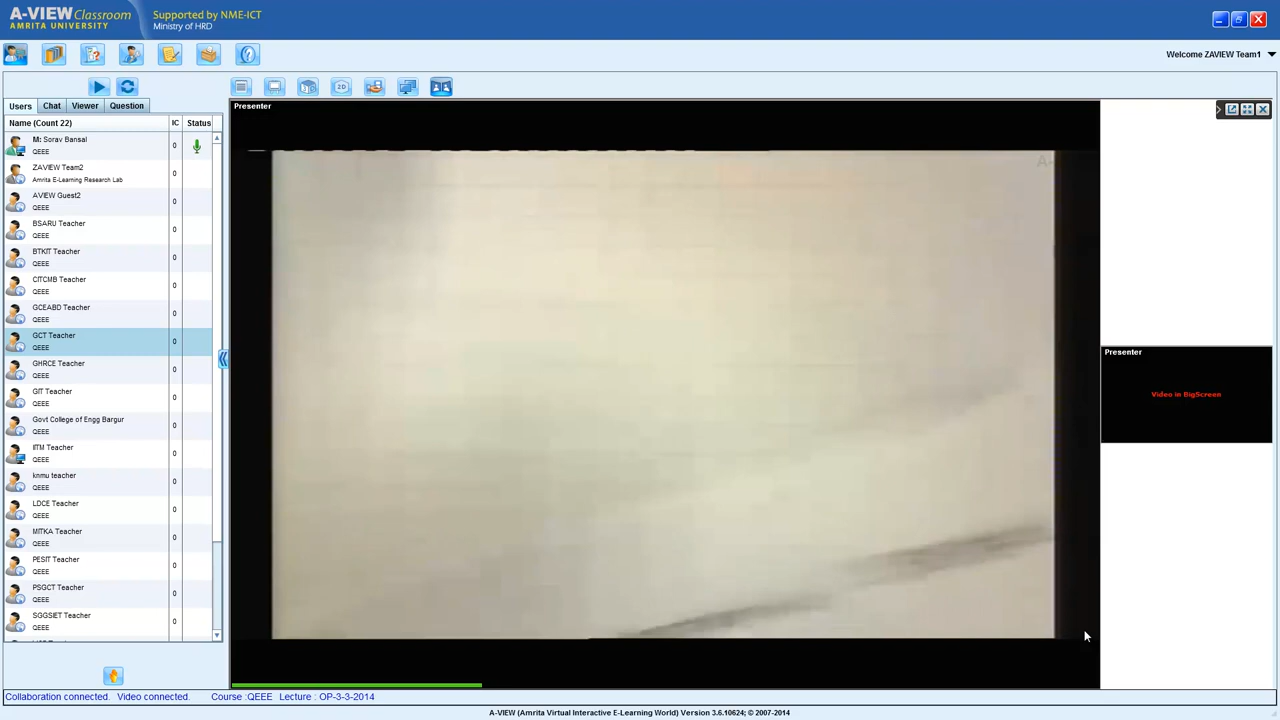 A-VIEW Classroom
AMRITA UNIVERSITY
Supported by NME-ICT
Ministry of HRD
Welcome ZAVIEW Team1
Users Chat Viewer Question
Name (Count 22) IC Status
M: Sorav Bansal
QEEE
0
ZAVIEW Team2
Amrita E-Learning Research Lab
0
AVIEW Guest2
QEEE
0
BSARU Teacher
QEEE
0
BTKIT Teacher
QEEE
0
CITCMB Teacher
QEEE
0
GCEABD Teacher
QEEE
0
GCT Teacher
QEEE
0
GHRCE Teacher
QEEE
0
GIT Teacher
QEEE
0
Govt College of Engg Bargur
QEEE
0
IITM Teacher
QEEE
0
knmu teacher
QEEE
0
LDCE Teacher
QEEE
0
MITKA Teacher
QEEE
0
PESIT Teacher
QEEE
0
PSGCT Teacher
QEEE
0
SGGSIET Teacher
QEEE
0
2D
Presenter
A-
Presenter
Video in BigScreen
Collaboration connected. Video connected. Course :QEEE Lecture : OP-3-3-2014
A-VIEW (Amrita Virtual Interactive E-Learning World) Version 3.6.10624; © 2007-2014